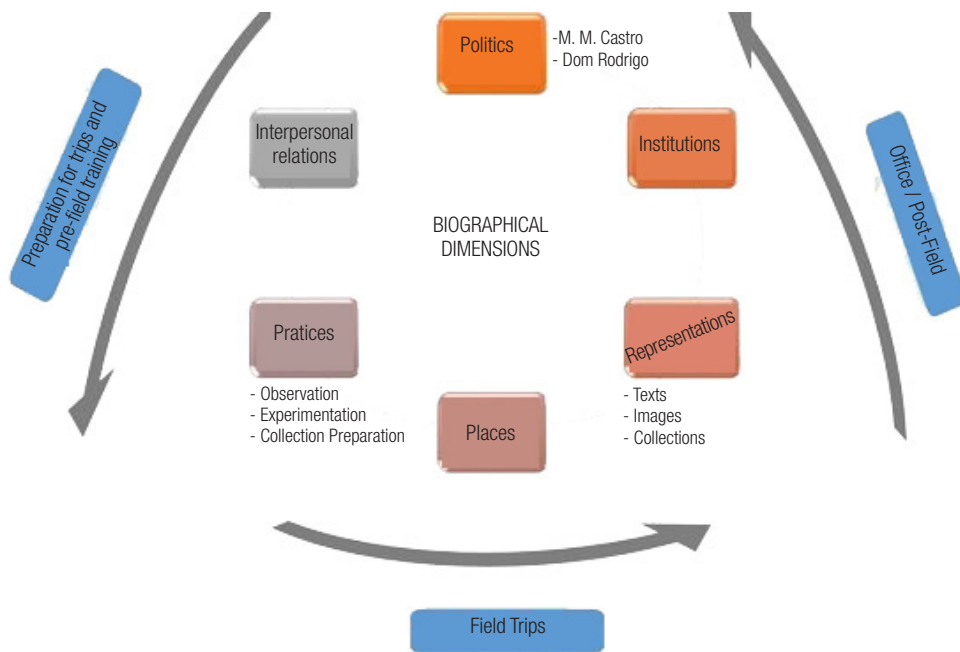 Politics
-M. M. Castro
- Dom Rodrigo
Interpersonal
relations
Institutions
Preparation for trips and
pre-field training
Office / Post-Field
BIOGRAPHICAL
DIMENSIONS
Pratices
- Observation
- Experimentation
- Collection Preparation
Representations
- Texts
- Images
- Collections
Places
Field Trips